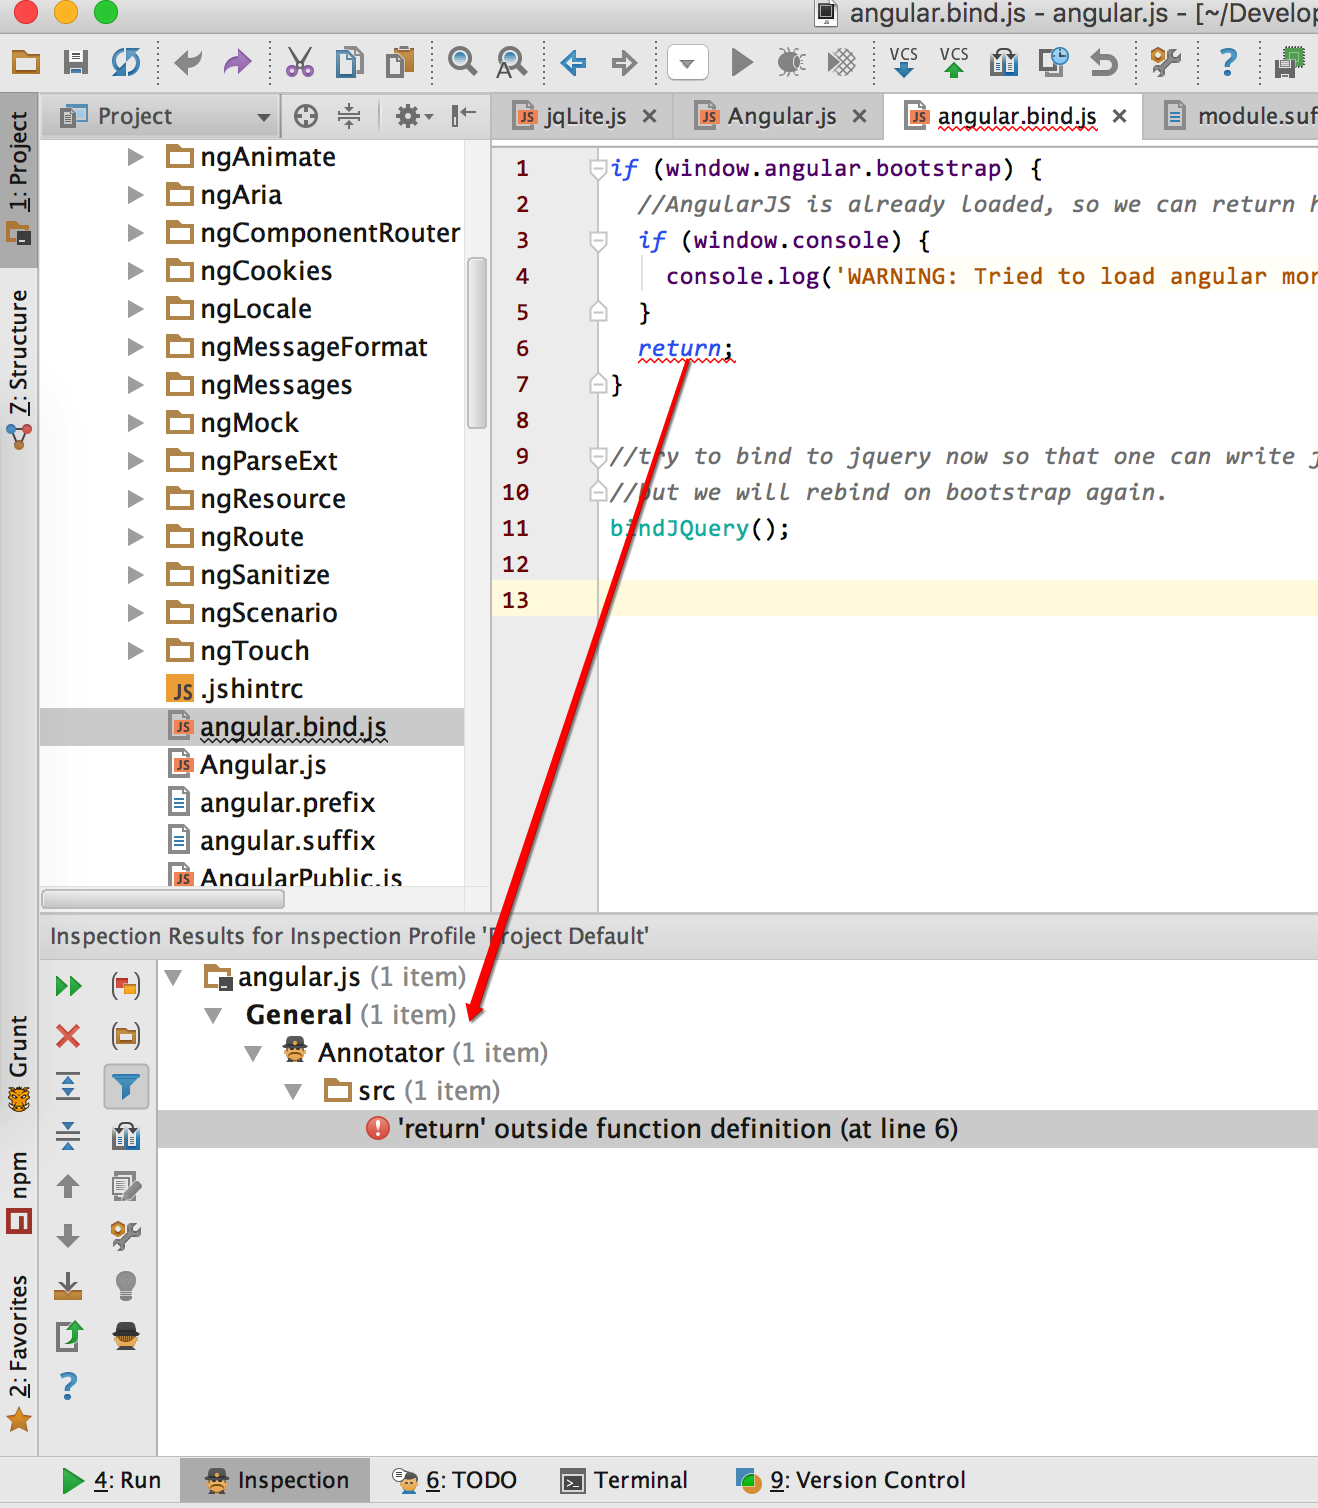 angular.bind.js - angular.js - [~/Develop
VCS VCS
1: Project
Z: Structure
Grunt
npm
2: Favorites
Project
jqLite.js
Angular.js
angular.bind.js
module.suf
ngAnimate
ngAria
ngComponentRouter
ngCookies
ngLocale
ngMessageFormat
ngMessages
ngMock
ngParseExt
ngResource
ngRoute
ngSanitize
ngScenario
ngTouch
.jshintrc
angular.bind.js
Angular.js
angular.prefix
angular.suffix
AngularPublic.js
1 if (window.angular.bootstrap) {
2 //AngularJS is already loaded, so we can return h
3 if (window.console) {
4 console.log('WARNING: Tried to load angular mor
5 }
6 return;
7 }
8
9 //try to bind to jquery now so that one can write j
10 //but we will rebind on bootstrap again.
11 bindJQuery();
12
13
Inspection Results for Inspection Profile 'Project Default'
angular.js (1 item)
General (1 item)
Annotator (1 item)
src (1 item)
'return' outside function definition (at line 6)
4: Run
Inspection
6: TODO
Terminal
9: Version Control